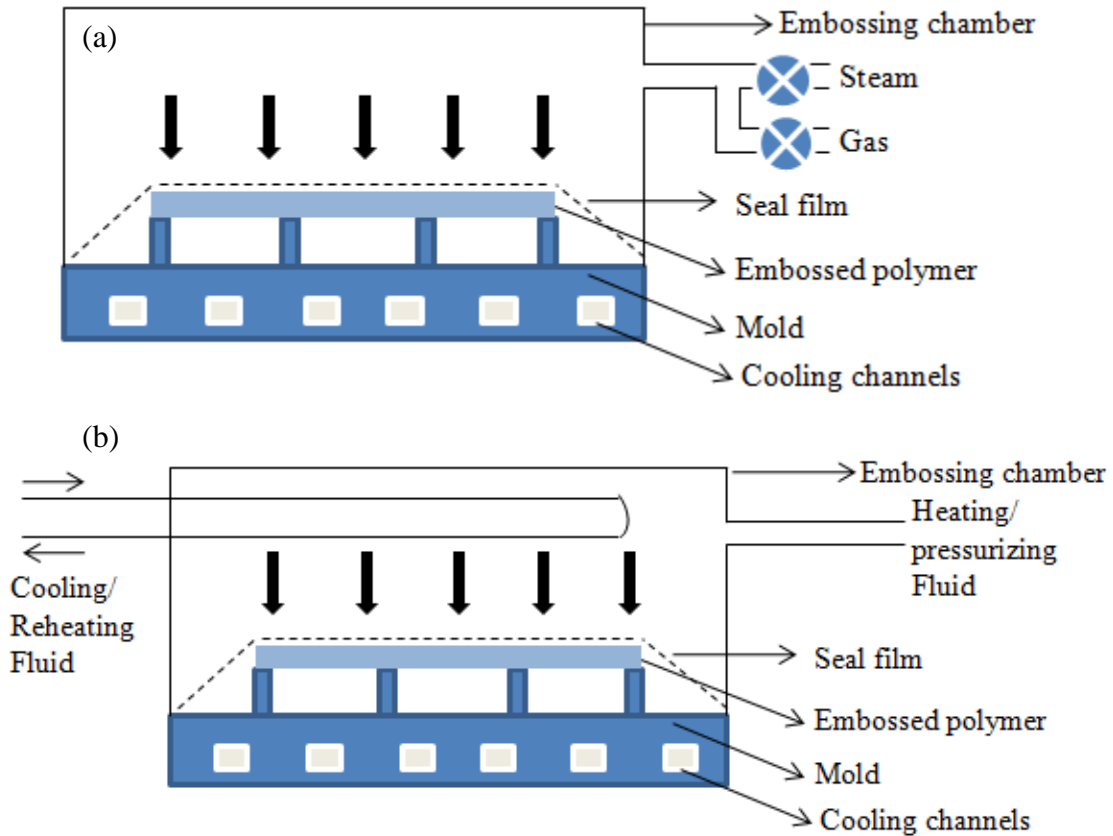 (a)
Embossing chamber
Steam
Gas
Seal film
Embossed polymer
Mold
Cooling channels
(b)
Embossing chamber
Heating/
pressurizing
Fluid
Cooling/
Reheating
Fluid
Seal film
Embossed polymer
Mold
Cooling channels